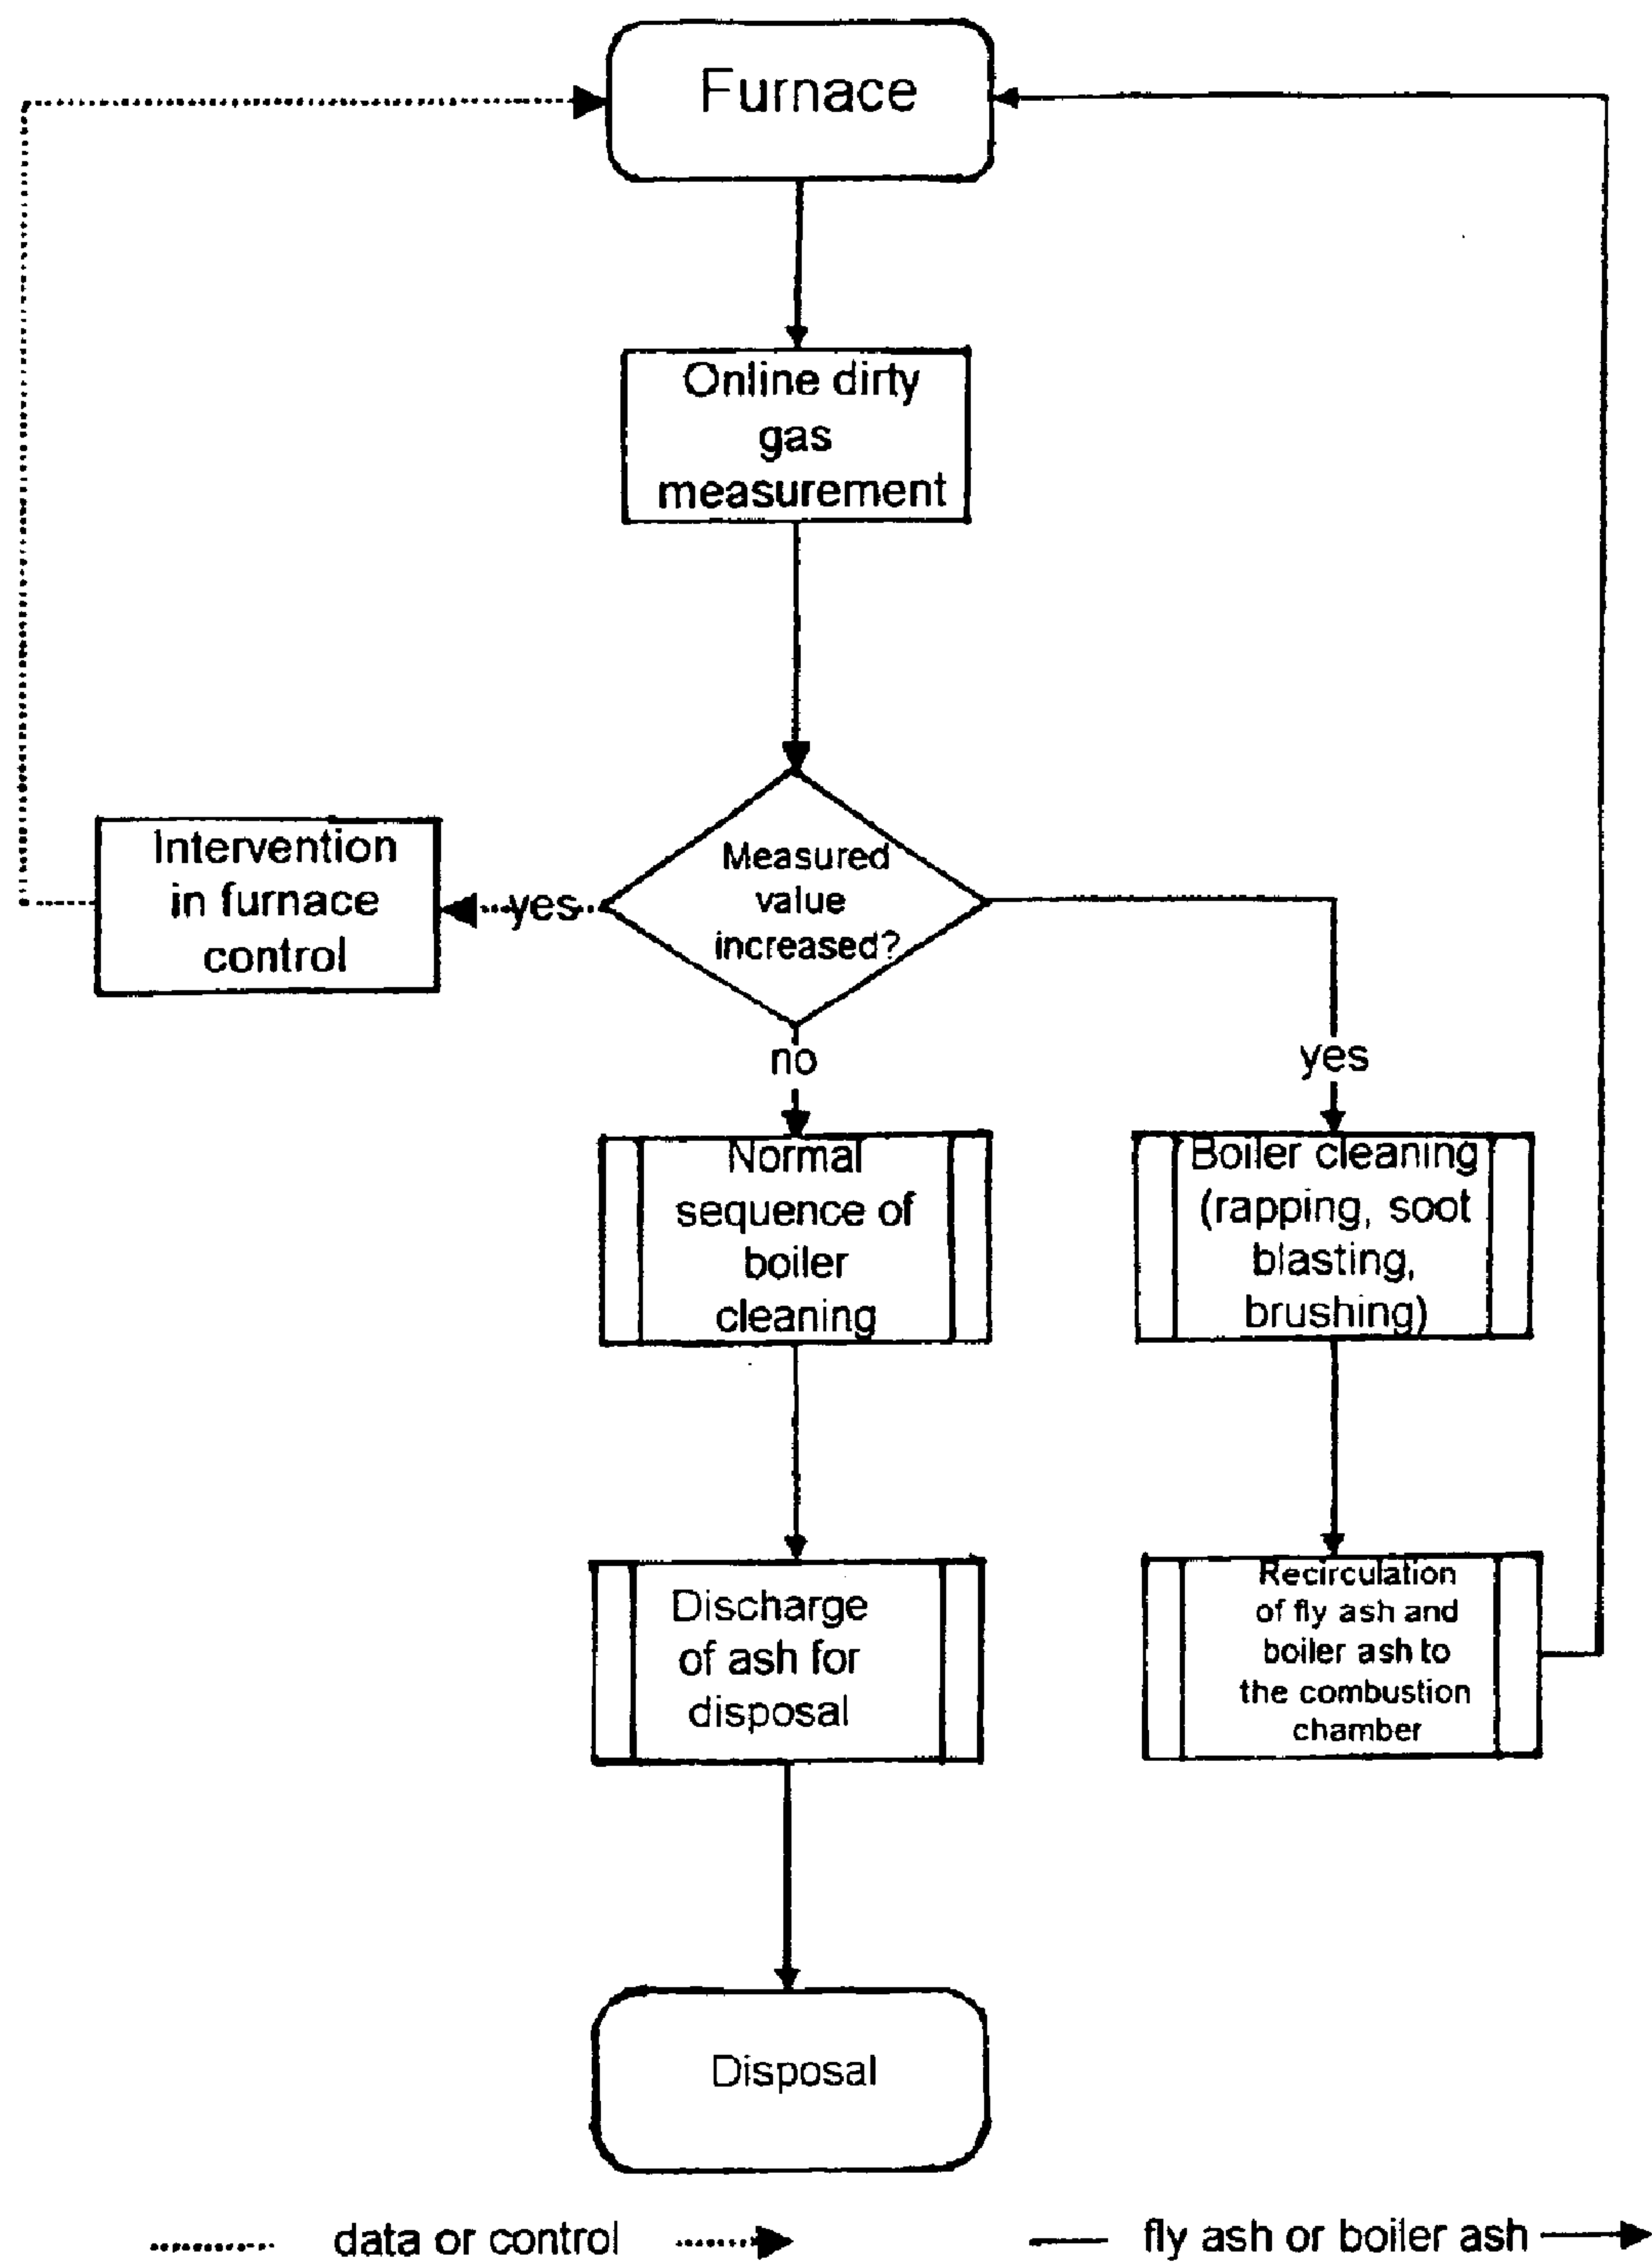 Furnace
Online dirty
gas
measurement
Measured
value
increased?
Intervention
in furnace
control
yes
no
yes
Normal
sequence of
boiler
cleaning
Boiler cleaning
(rapping, soot
blasting,
brushing)
Discharge
of ash for
disposal
Recirculation
of fly ash and
boiler ash to
the combustion
chamber
Disposal
data or control
fly ash or boiler ash